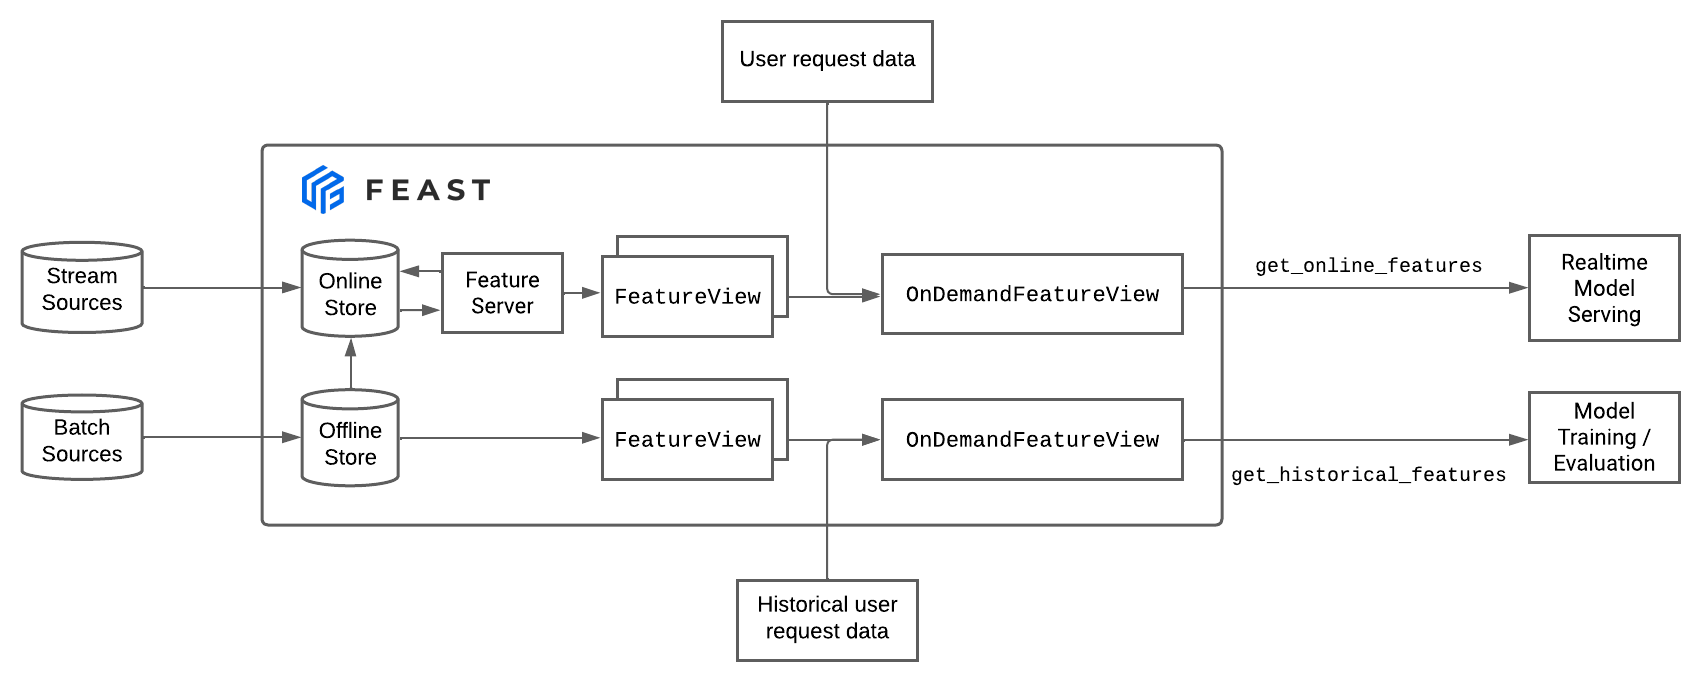 User request data
FEAST
Stream
Sources
Online
Store
Feature
Server
FeatureView
OnDemandFeatureView
get_online_features
Realtime
Model
Serving
Batch
Sources
Offline
Store
FeatureView
OnDemandFeatureView
get_historical_features
Model
Training /
Evaluation
Historical user
request data